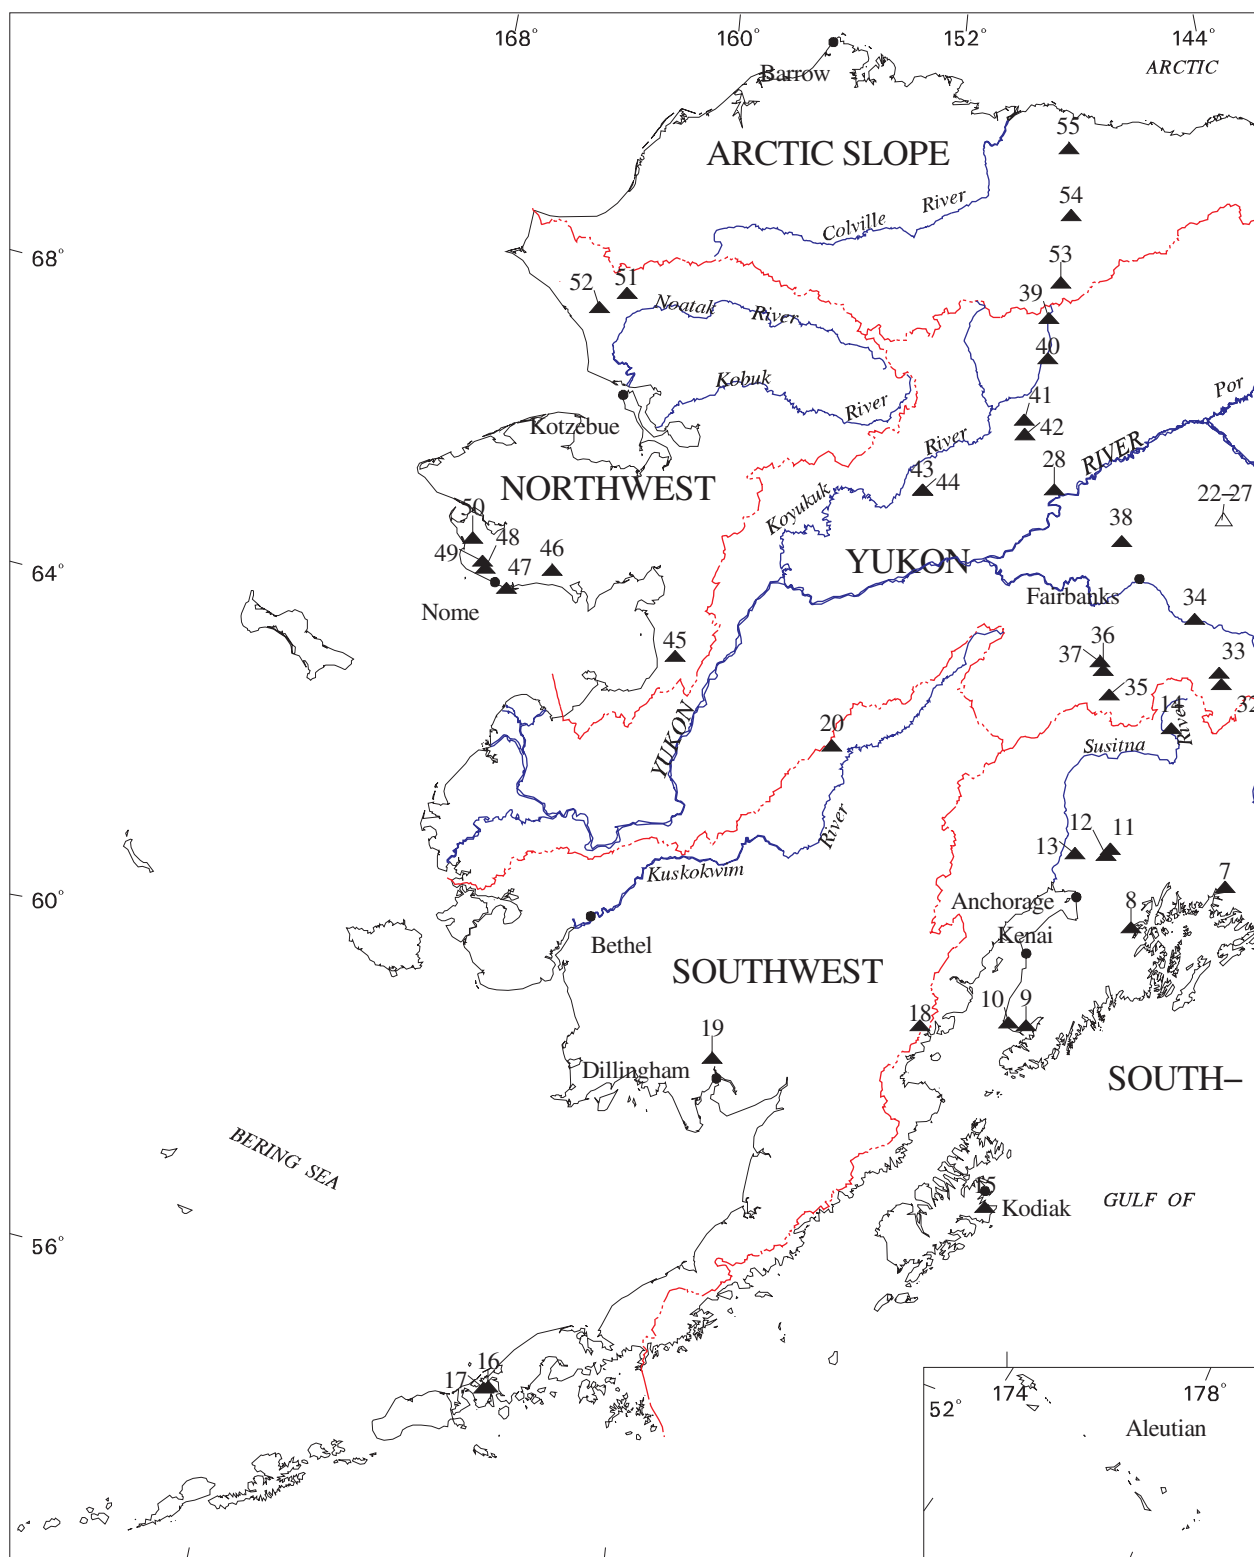 168°
160°
152°
144°
ARCTIC
Barrow
55
ARCTIC SLOPE
54
Colville River
68°
53
52
51
39
Noatak River
40
Kobuk River
Por
41
Kotzebue
42
River
RIVER
43
44
28
NORTHWEST
22–27
Koyukuk
50
48
38
49
47
46
YUKON
Nome
Fairbanks
64°
34
36
45
37
33
35
32
14
River
20
YUKON
Susitna
River
12
11
13
Kuskokwim
7
60°
Anchorage
8
Bethel
Kenai
SOUTHWEST
10
9
18
19
Dillingham
SOUTH–
BERING SEA
15
Kodiak
GULF OF
56°
16
17
174°
178°
52°
Aleutian